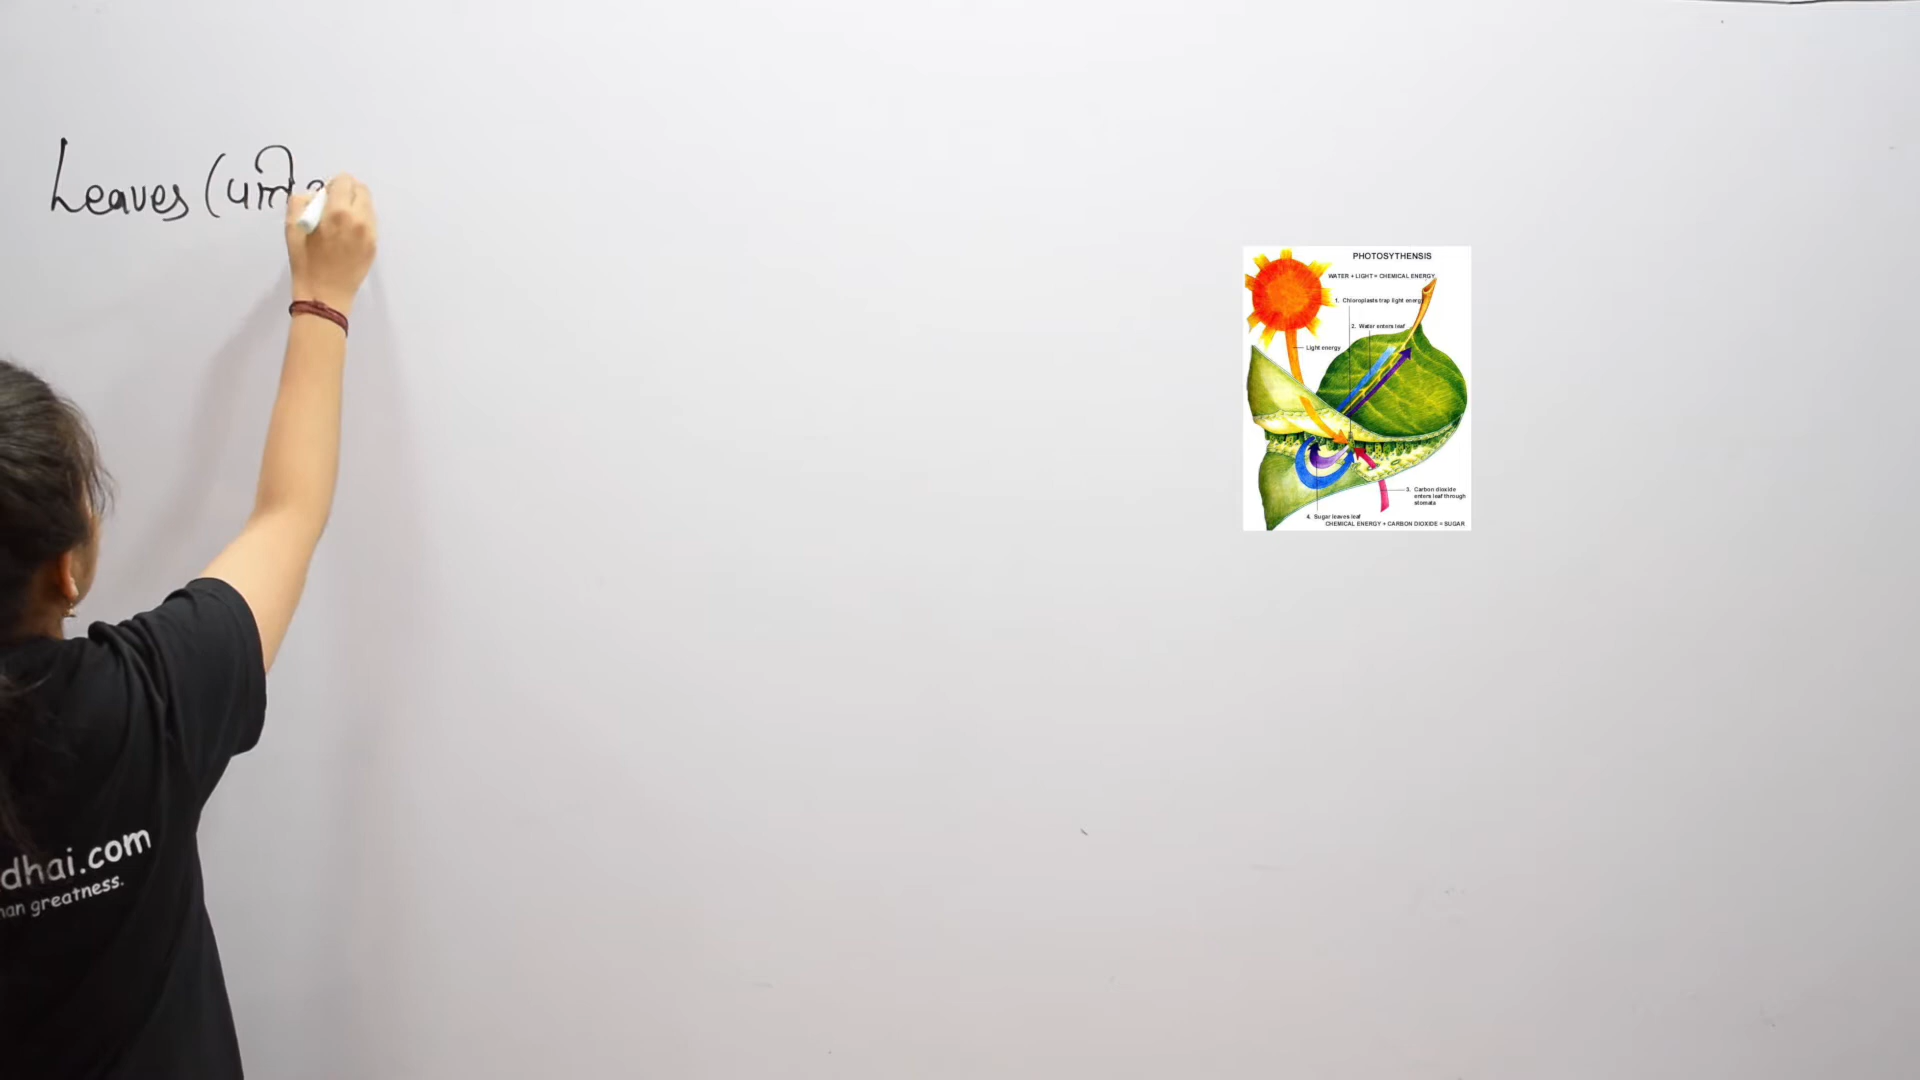 Leaves (
PHOTOSYTHENSIS
WATER + LIGHT = CHEMICAL ENERGY
1. Chloroplasts trap light energy
2. Water enters leaf
Light energy
3. Carbon dioxide
enters leaf through
stomata
4. Sugar leaves leaf
CHEMICAL ENERGY + CARBON DIOXIDE = SUGAR
dhai.com
han greatness.